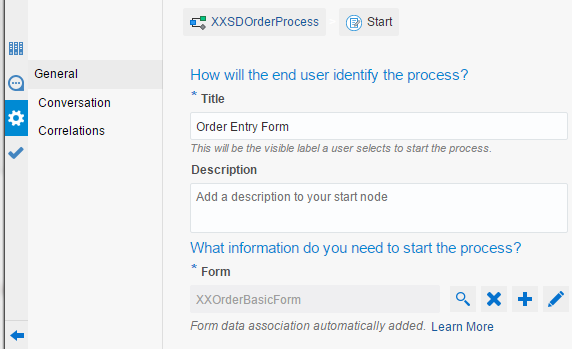 XXSDOrderProcess Start
General
Conversation
Correlations
How will the end user identify the process?
* Title
Order Entry Form
This will be the visible label a user selects to start the process.
Description
Add a description to your start node
What information do you need to start the process?
* Form
XXOrderBasicForm
Form data association automatically added. Learn More